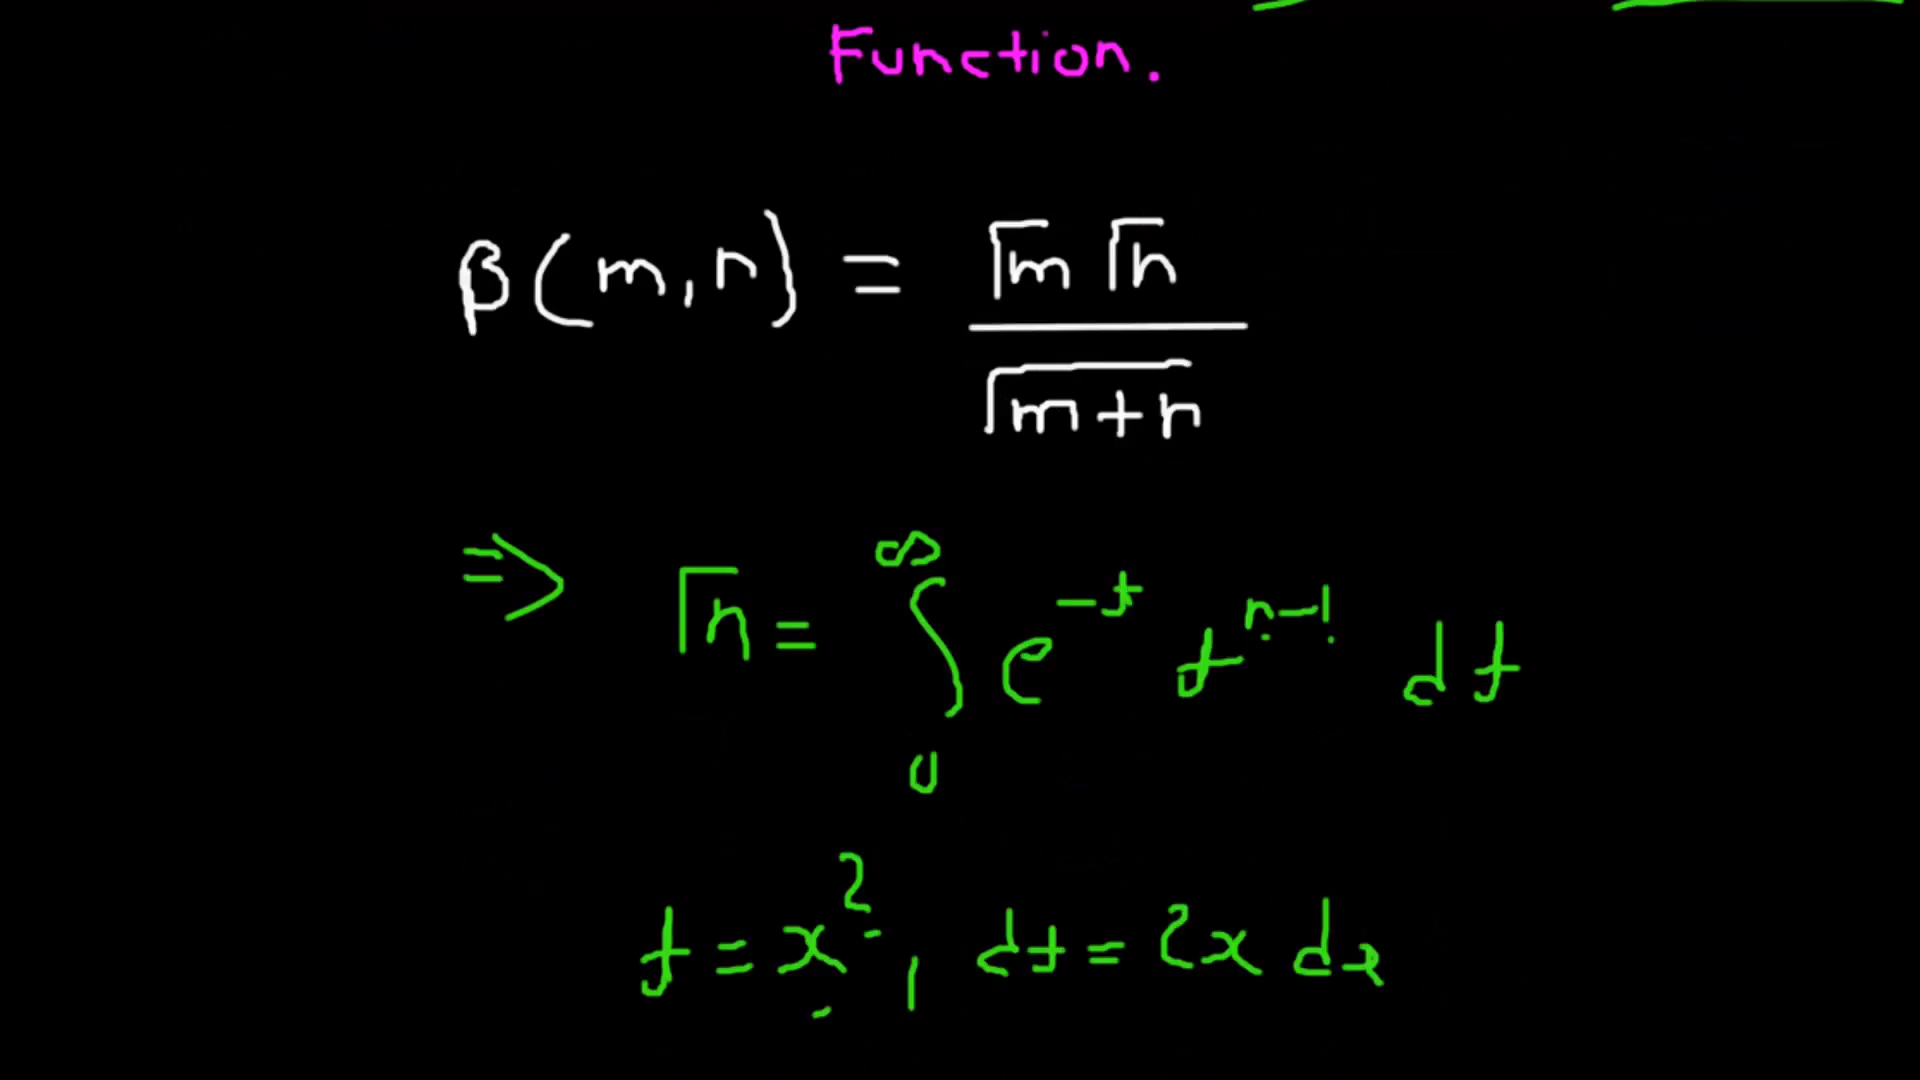 Function.
β(m,n) = Γm Γn / Γm+n
⇒ Γn = ∫₀^∞ e^-t t^n-1 dt
t = x², dt = 2x dx